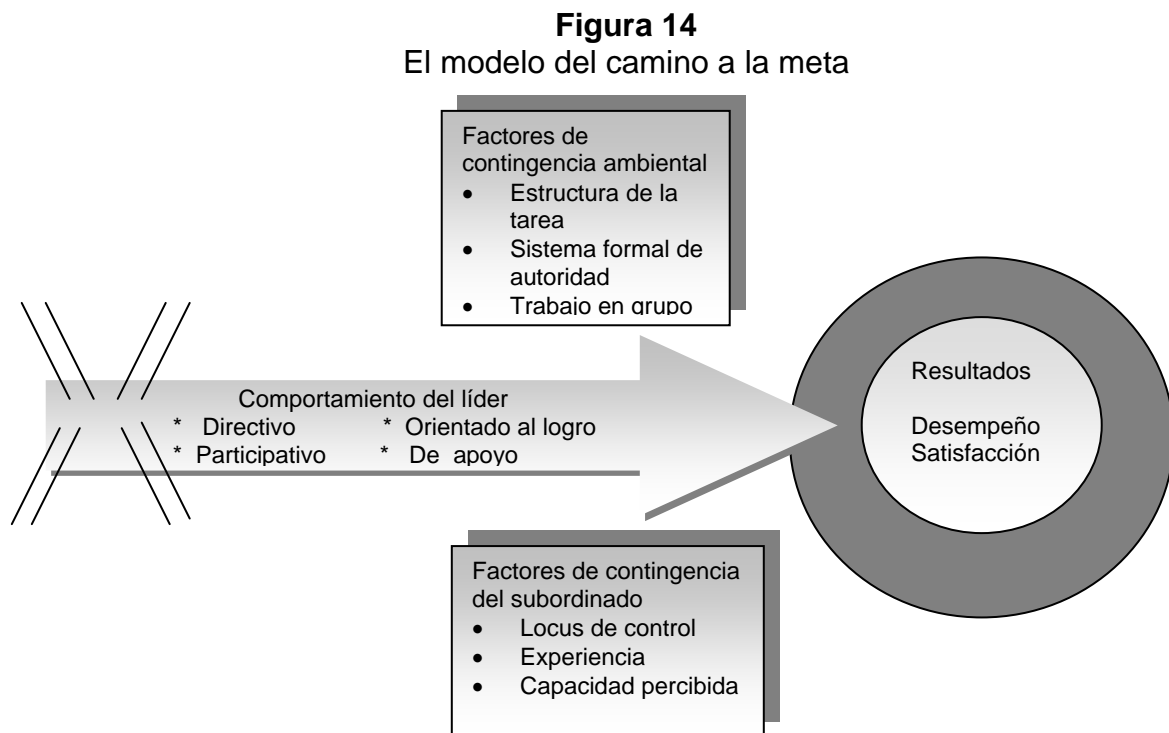 Figura 14
El modelo del camino a la meta
Factores de
contingencia ambiental
• Estructura de la
tarea
• Sistema formal de
autoridad
• Trabajo en grupo
Comportamiento del líder
* Directivo * Orientado al logro
* Participativo * De apoyo
Resultados
Desempeño
Satisfacción
Factores de contingencia
del subordinado
• Locus de control
• Experiencia
• Capacidad percibida